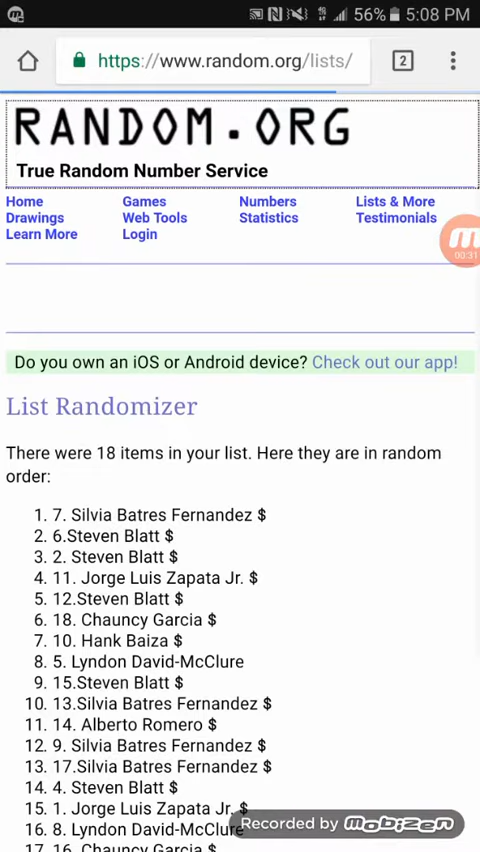 56% 5:08 PM
https://www.random.org/lists/ 2
RANDOM.ORG
True Random Number Service
Home Games Numbers Lists & More
Drawings Web Tools Statistics Testimonials
Learn More Login
00:31
Do you own an iOS or Android device? Check out our app!
List Randomizer
There were 18 items in your list. Here they are in random
order:
1. 7. Silvia Batres Fernandez $
2. 6.Steven Blatt $
3. 2. Steven Blatt $
4. 11. Jorge Luis Zapata Jr. $
5. 12.Steven Blatt $
6. 18. Chauncy Garcia $
7. 10. Hank Baiza $
8. 5. Lyndon David-McClure
9. 15.Steven Blatt $
10. 13.Silvia Batres Fernandez $
11. 14. Alberto Romero $
12. 9. Silvia Batres Fernandez $
13. 17.Silvia Batres Fernandez $
14. 4. Steven Blatt $
15. 1. Jorge Luis Zapata Jr. $
16. 8. Lyndon David-McClure
Recorded by mobizen
17. 16. Chauncy Garcia $